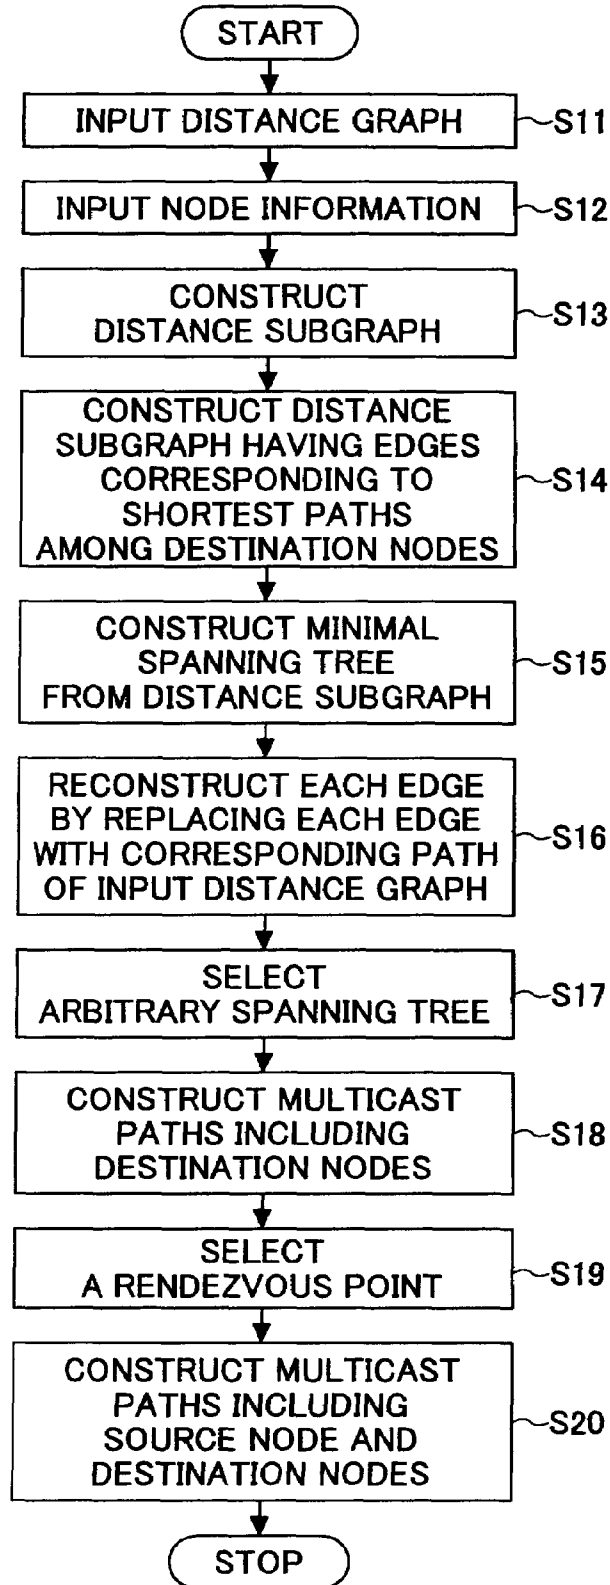 START
INPUT DISTANCE GRAPH
S11
INPUT NODE INFORMATION
S12
CONSTRUCT
DISTANCE SUBGRAPH
S13
CONSTRUCT DISTANCE
SUBGRAPH HAVING EDGES
CORRESPONDING TO
SHORTEST PATHS
AMONG DESTINATION NODES
S14
CONSTRUCT MINIMAL
SPANNING TREE
FROM DISTANCE SUBGRAPH
S15
RECONSTRUCT EACH EDGE
BY REPLACING EACH EDGE
WITH CORRESPONDING PATH
OF INPUT DISTANCE GRAPH
S16
SELECT
ARBITRARY SPANNING TREE
S17
CONSTRUCT MULTICAST
PATHS INCLUDING
DESTINATION NODES
S18
SELECT
A RENDEZVOUS POINT
S19
CONSTRUCT MULTICAST
PATHS INCLUDING
SOURCE NODE AND
DESTINATION NODES
S20
STOP